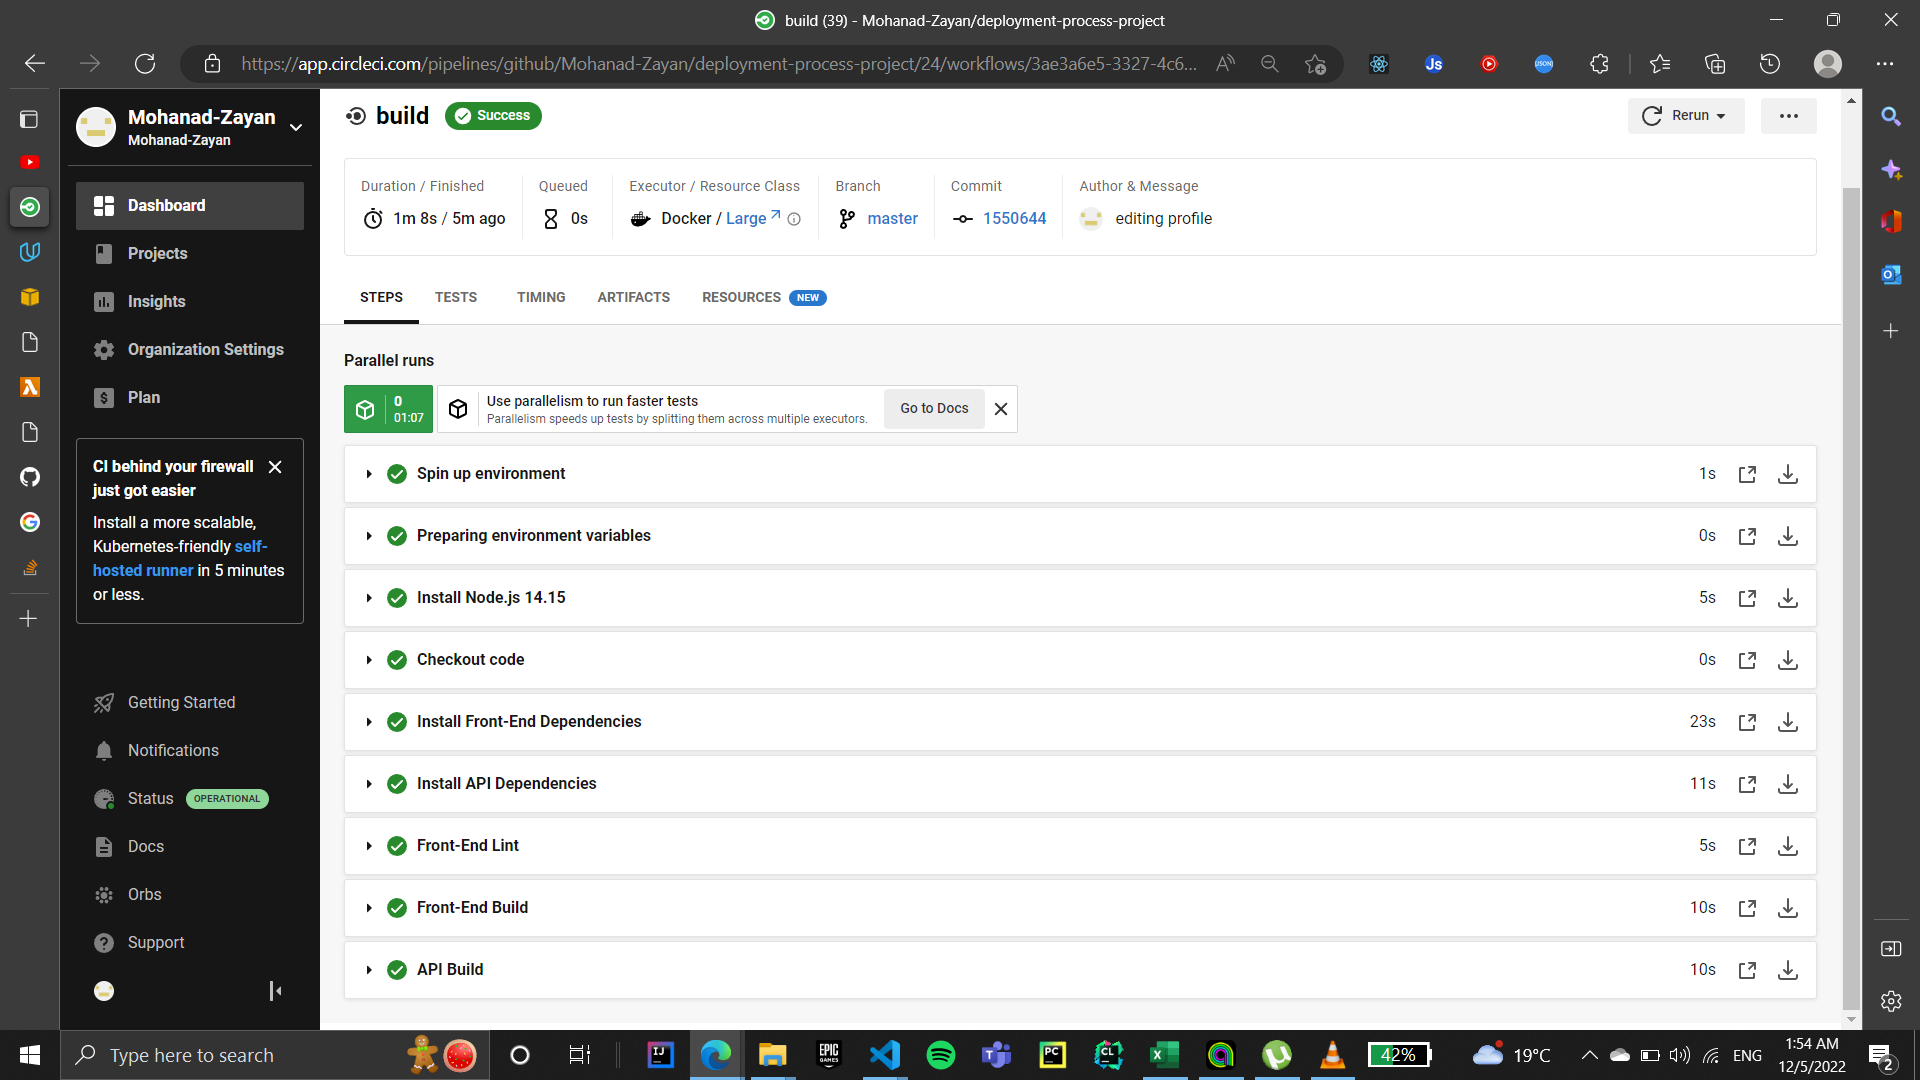 build (39) - Mohanad-Zayan/deployment-process-project
https://app.circleci.com/pipelines/github/Mohanad-Zayan/deployment-process-project/24/workflows/3ae3a6e5-3327-4c6...
Mohanad-Zayan
Mohanad-Zayan
Dashboard
Projects
Insights
Organization Settings
Plan
CI behind your firewall
just got easier
Install a more scalable,
Kubernetes-friendly self-
hosted runner in 5 minutes
or less.
Getting Started
Notifications
Status OPERATIONAL
Docs
Orbs
Support
build Success
Rerun
Duration / Finished
1m 8s / 5m ago
Queued
0s
Executor / Resource Class
Docker / Large
Branch
master
Commit
1550644
Author & Message
editing profile
STEPS TESTS TIMING ARTIFACTS RESOURCES NEW
Parallel runs
0
01:07
Use parallelism to run faster tests
Parallelism speeds up tests by splitting them across multiple executors.
Go to Docs
Spin up environment 1s
Preparing environment variables 0s
Install Node.js 14.15 5s
Checkout code 0s
Install Front-End Dependencies 23s
Install API Dependencies 11s
Front-End Lint 5s
Front-End Build 10s
API Build 10s
Type here to search
IJ
EPIC
GAMES
PC
CL
42%
19°C
ENG
1:54 AM
12/5/2022
2
Js
JSON